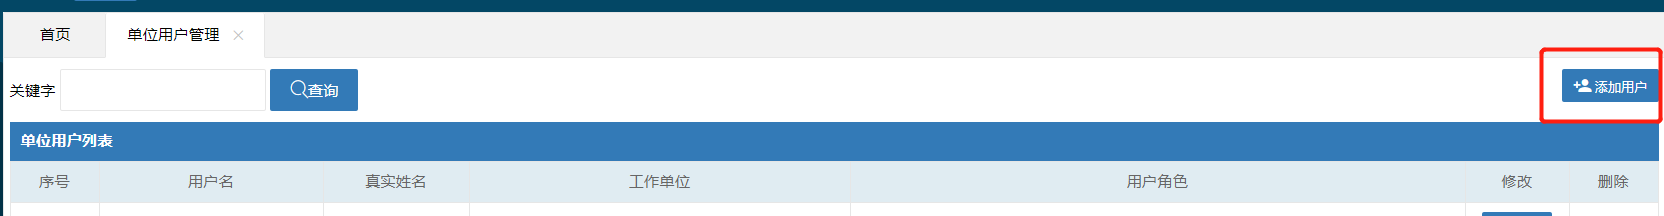 首页 单位用户管理
关键字 查询 添加用户
单位用户列表
序号 用户名 真实姓名 工作单位 用户角色 修改 删除